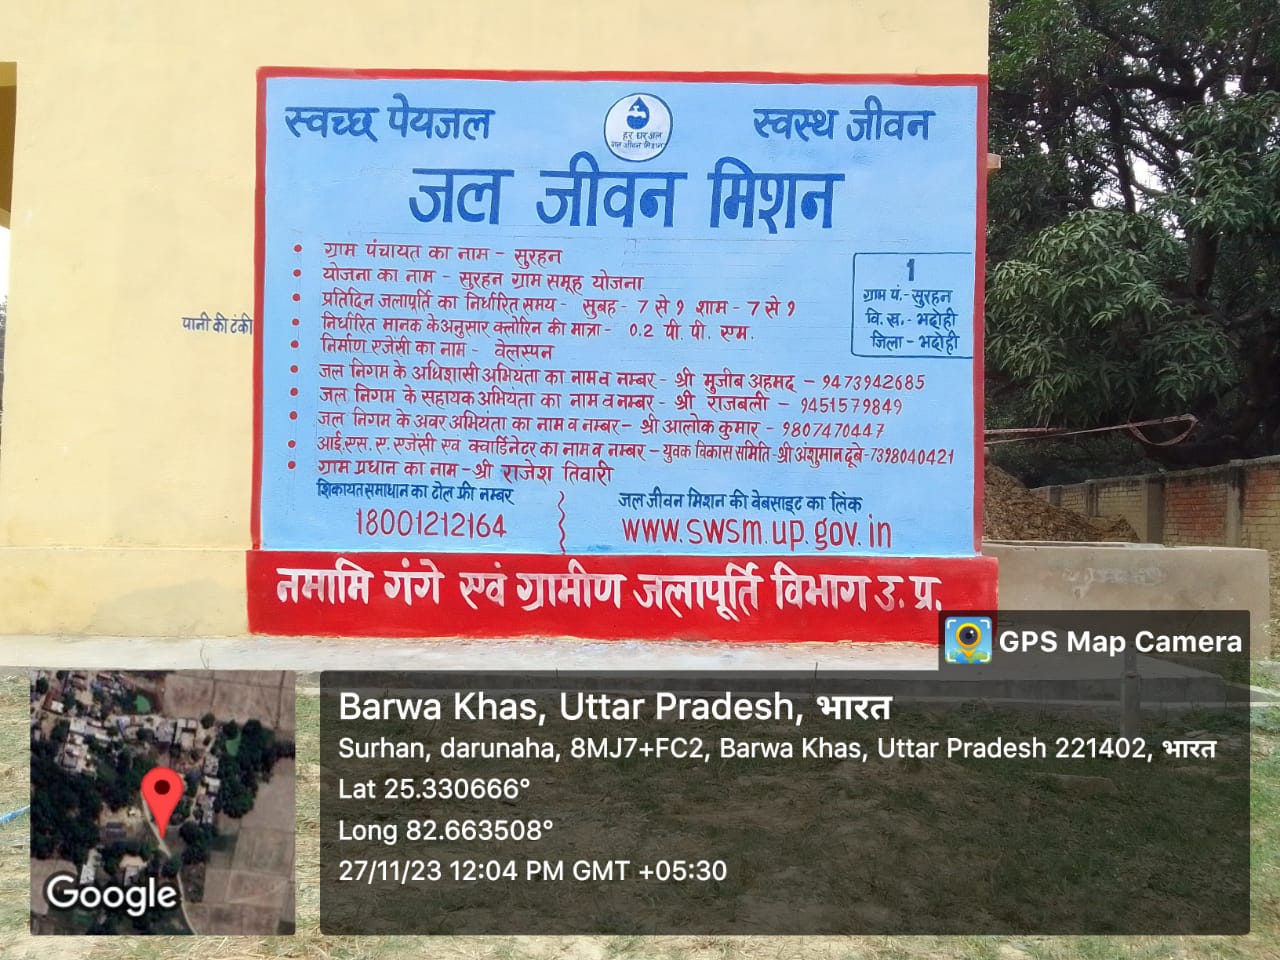 स्वच्छ पेयजल
हर घर जल
जल जीवन मिशन
स्वस्थ जीवन
जल जीवन मिशन
• ग्राम पंचायत का नाम - सुरहन
• योजना का नाम - सुरहन ग्राम समूह योजना
• प्रतिदिन जलापूर्ति का निर्धारित समय - सुबह - 7 से 9 शाम - 7 से 9
• निर्धारित मानक के अनुसार क्लोरिन की मात्रा - 0.2 पी. पी. एम.
• निर्माण एजेंसी का नाम - वेलस्पन
• जल निगम के अधिशासी अभियंता का नाम व नम्बर - श्री मुजीब अहमद - 9473942685
• जल निगम के सहायक अभियंता का नाम व नम्बर - श्री राजबली - 9451579849
• जल निगम के अवर अभियंता का नाम व नम्बर - श्री आलोक कुमार - 9807470447
• आई.एस. ए. एजेंसी एवं क्वार्डिनेटर का नाम व नम्बर - युवक विकास समिति - श्री अंशुमान दूबे - 7398040421
• ग्राम प्रधान का नाम - श्री राजेश तिवारी
1
ग्राम पं.- सुरहन
वि. ख.- भदोही
जिला - भदोही
पानी की टंकी
शिकायत समाधान का टोल फ्री नम्बर
18001212164
जल जीवन मिशन की वेबसाइट का लिंक
www.swsm.up.gov.in
नमामि गंगे एवं ग्रामीण जलापूर्ति विभाग उ. प्र.
GPS Map Camera
Barwa Khas, Uttar Pradesh, भारत
Surhan, darunaha, 8MJ7+FC2, Barwa Khas, Uttar Pradesh 221402, भारत
Lat 25.330666°
Long 82.663508°
27/11/23 12:04 PM GMT +05:30
Google